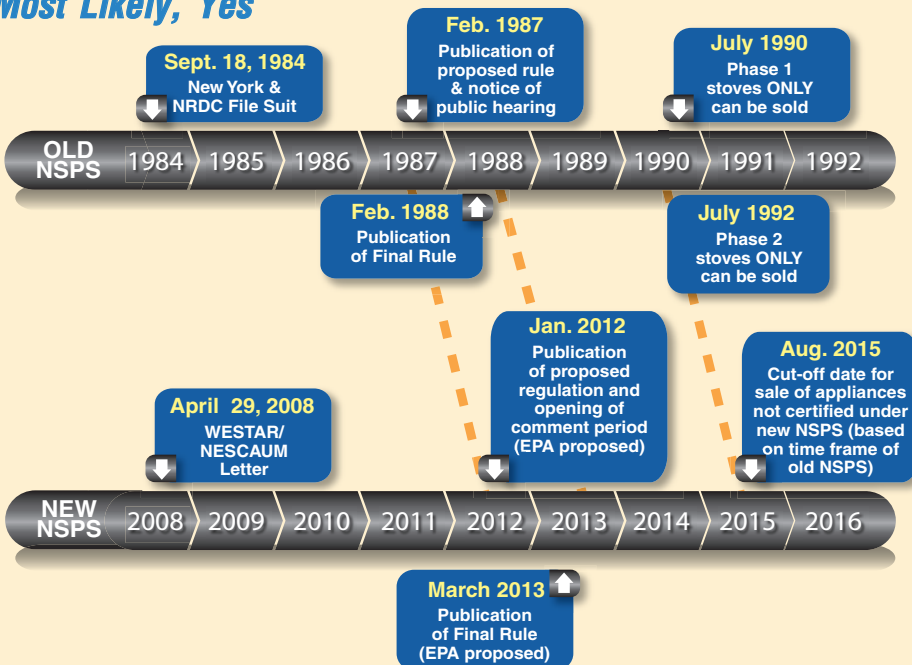 Most Likely, Yes
Sept. 18, 1984
New York &
NRDC File Suit
Feb. 1987
Publication of
proposed rule
& notice of
public hearing
July 1990
Phase 1
stoves ONLY
can be sold
OLD
NSPS
1984 1985 1986 1987 1988 1989 1990 1991 1992
Feb. 1988
Publication
of Final Rule
July 1992
Phase 2
stoves ONLY
can be sold
Jan. 2012
Publication
of proposed
regulation and
opening of
comment period
(EPA proposed)
Aug. 2015
Cut-off date for
sale of appliances
not certified under
new NSPS (based
on time frame of
old NSPS)
April 29, 2008
WESTAR/
NESCAUM
Letter
NEW
NSPS
2008 2009 2010 2011 2012 2013 2014 2015 2016
March 2013
Publication
of Final Rule
(EPA proposed)